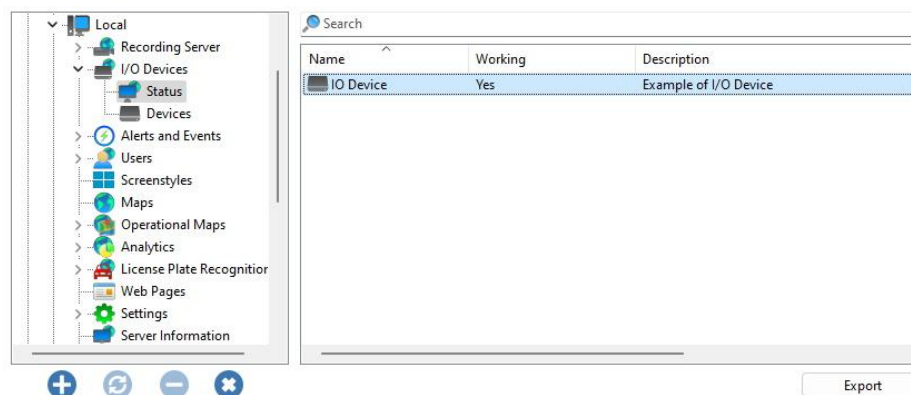 Local
Recording Server
I/O Devices
Status
Devices
Alerts and Events
Users
Screenstyles
Maps
Operational Maps
Analytics
License Plate Recognition
Web Pages
Settings
Server Information
Search
Name Working Description
IO Device Yes Example of I/O Device
Export